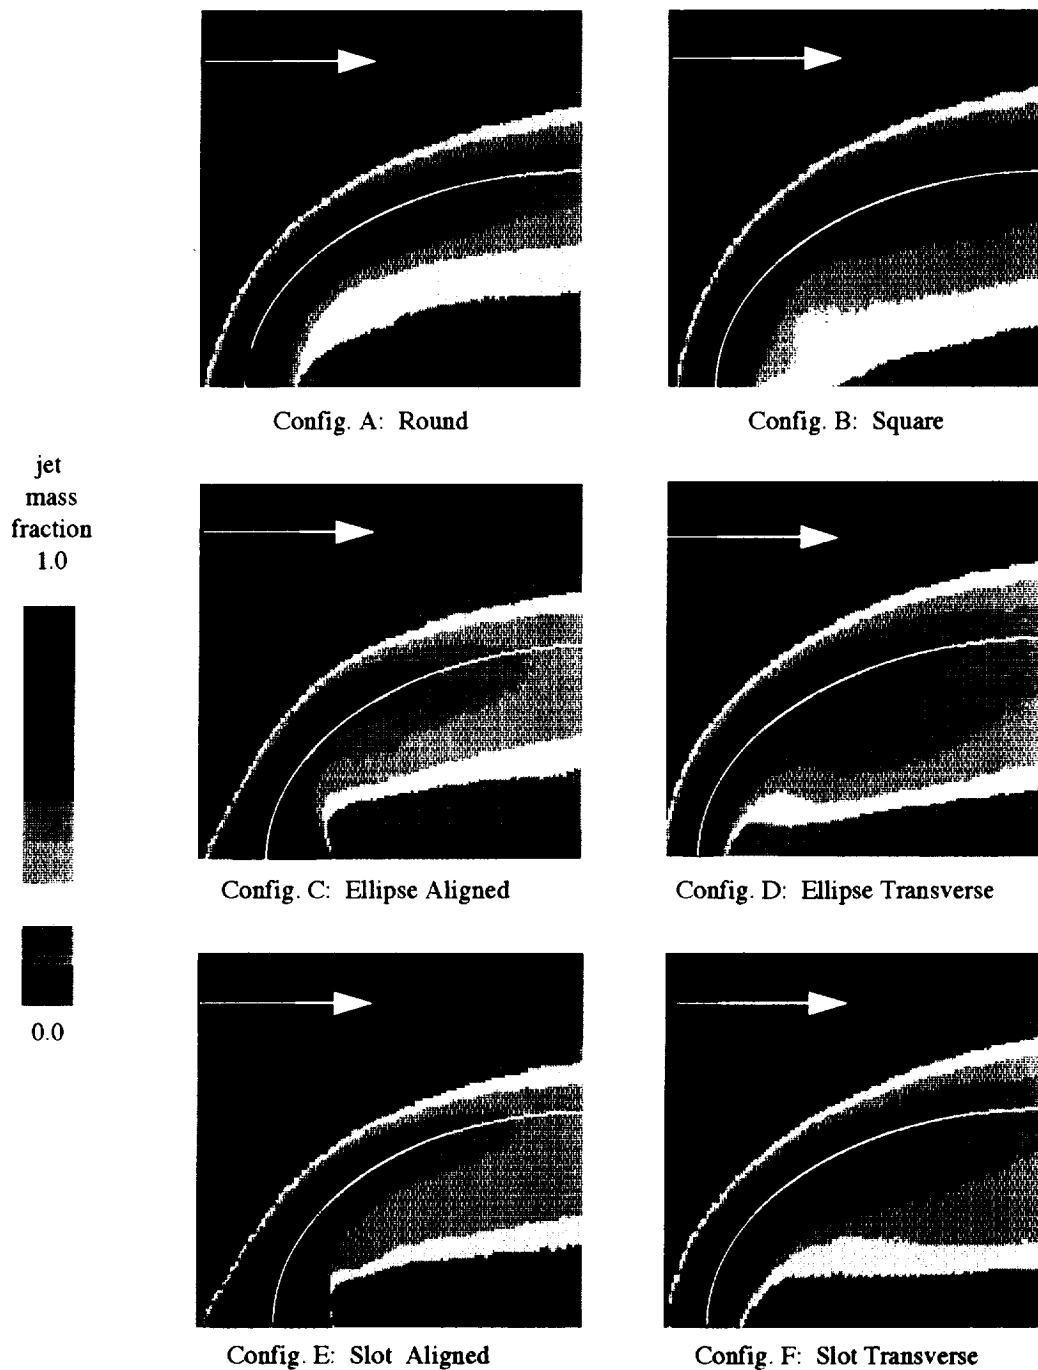 Config. A: Round
Config. B: Square
jet
mass
fraction
1.0
0.0
Config. C: Ellipse Aligned
Config. D: Ellipse Transverse
Config. E: Slot Aligned
Config. F: Slot Transverse